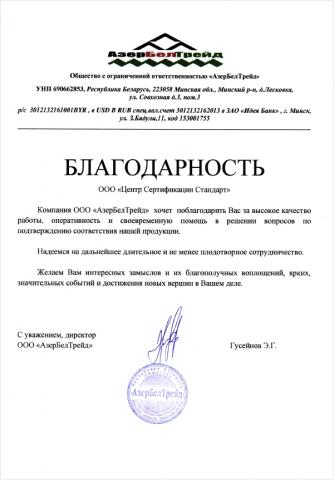 АзерБелТрейд
Общество с ограниченной ответственностью «АзерБелТрейд»
УНП 690662853, Республика Беларусь, 223058 Минская обл., Минский р-н, д.Лесковка,
ул. Совхозная д.3, пом.3
р/с 3012132161001BYR , в USD В RUB спец.валт.счет 3012132162013 в ЗАО «Идея Банк» , г. Минск,
ул. З.Бядули,11, код 153001755
БЛАГОДАРНОСТЬ
ООО «Центр Сертификации Стандарт»
Компания ООО «АзерБелТрейд» хочет поблагодарить Вас за высокое качество
работы, оперативность и своевременную помощь в решении вопросов по
подтверждению соответствия нашей продукции.
Надеемся на дальнейшее длительное и не менее плодотворное сотрудничество.
Желаем Вам интересных замыслов и их благополучных воплощений, ярких,
значительных событий и достижения новых вершин в Вашем деле.
С уважением, директор
ООО «АзерБелТрейд»
Гусейнов Э.Г.
«АзерБелТрейд»